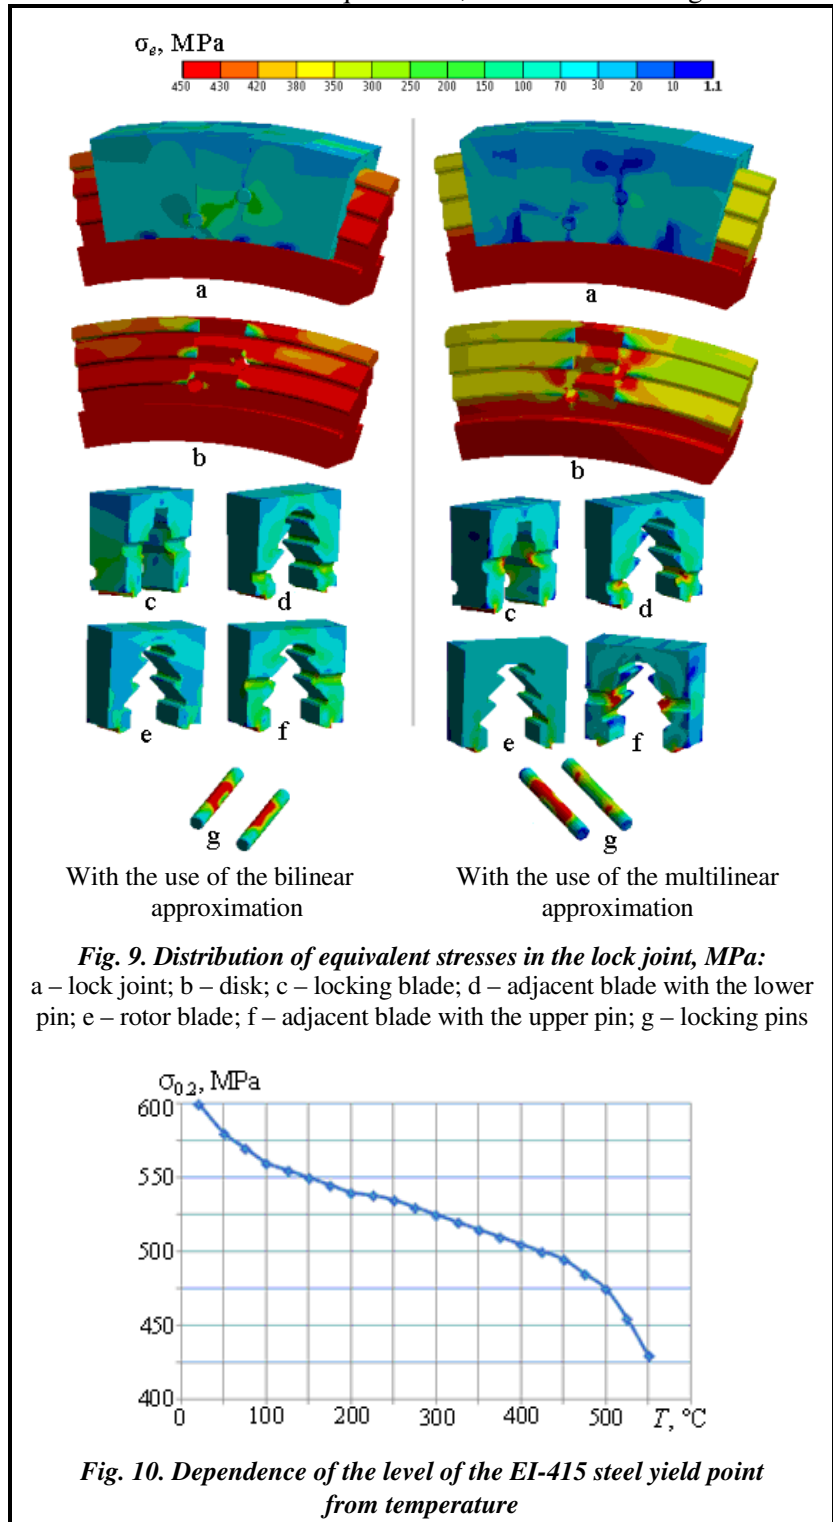 σe, MPa
450 430 420 380 350 300 250 200 150 100 70 30 20 10 1.1
a
a
b
b
c
d
c
d
e
f
e
f
g
g
With the use of the bilinear
approximation
With the use of the multilinear
approximation
Fig. 9. Distribution of equivalent stresses in the lock joint, MPa:
a – lock joint; b – disk; c – locking blade; d – adjacent blade with the lower
pin; e – rotor blade; f – adjacent blade with the upper pin; g – locking pins
σ0.2, MPa
600
550
500
450
400
0 100 200 300 400 500 T, °C
Fig. 10. Dependence of the level of the EI-415 steel yield point
from temperature